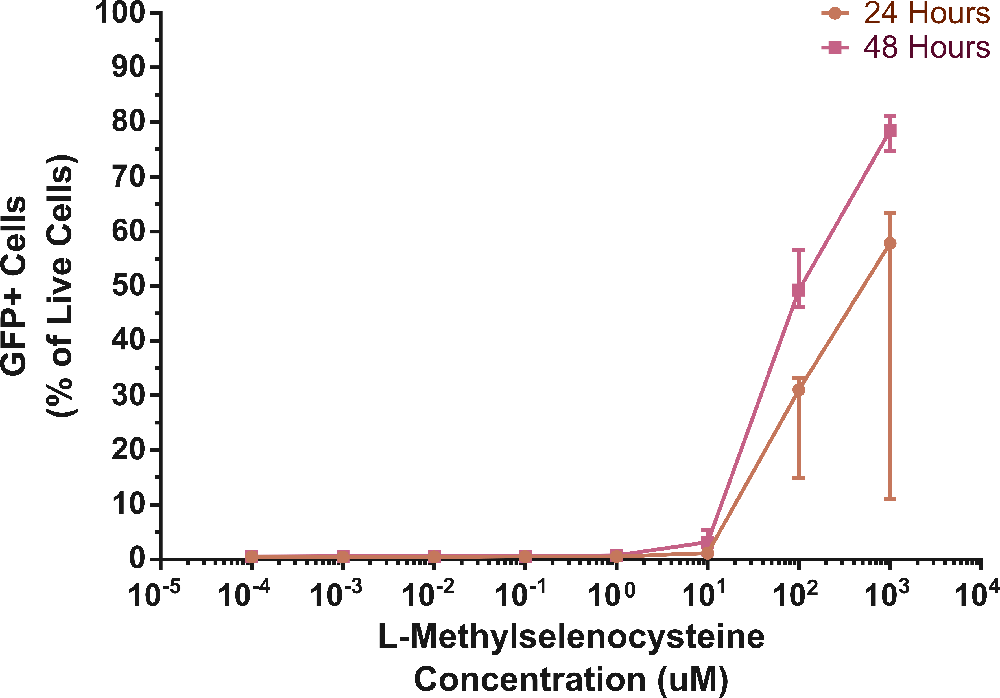 24 Hours
48 Hours
GFP+ Cells
(% of Live Cells)
100
90
80
70
60
50
40
30
20
10
0
10⁻⁵ 10⁻⁴ 10⁻³ 10⁻² 10⁻¹ 10⁰ 10¹ 10² 10³ 10⁴
L-Methylselenocysteine
Concentration (uM)